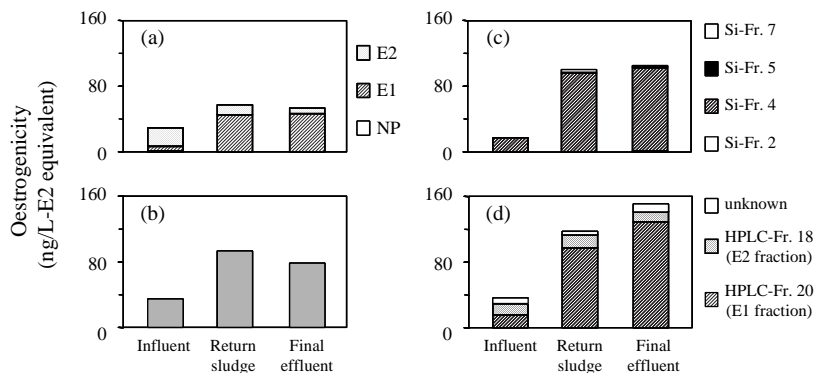 Oestrogenicity
(ng/L-E2 equivalent)
160
80
0
(a)
E2
E1
NP
160
80
0
(c)
Si-Fr. 7
Si-Fr. 5
Si-Fr. 4
Si-Fr. 2
160
80
0
(b)
Influent
Return
sludge
Final
effluent
160
80
0
(d)
unknown
HPLC-Fr. 18
(E2 fraction)
HPLC-Fr. 20
(E1 fraction)
Influent
Return
sludge
Final
effluent